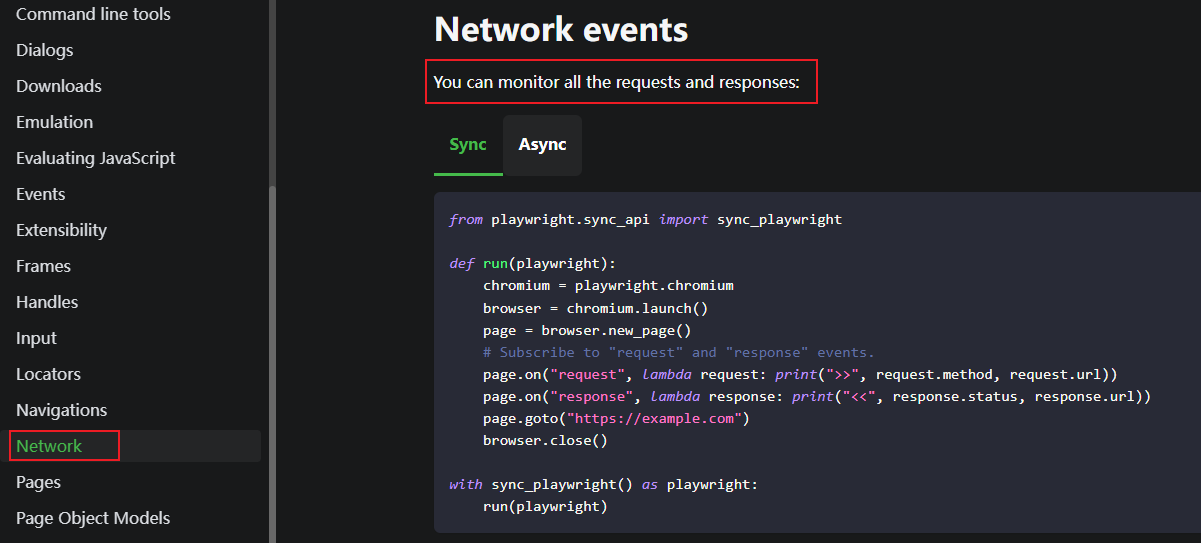 Command line tools
Dialogs
Downloads
Emulation
Evaluating JavaScript
Events
Extensibility
Frames
Handles
Input
Locators
Navigations
Network
Pages
Page Object Models
Network events
You can monitor all the requests and responses:
Sync Async
from playwright.sync_api import sync_playwright
def run(playwright):
    chromium = playwright.chromium
    browser = chromium.launch()
    page = browser.new_page()
    # Subscribe to "request" and "response" events.
    page.on("request", lambda request: print(">>", request.method, request.url))
    page.on("response", lambda response: print("<<", response.status, response.url))
    page.goto("https://example.com")
    browser.close()
with sync_playwright() as playwright:
    run(playwright)